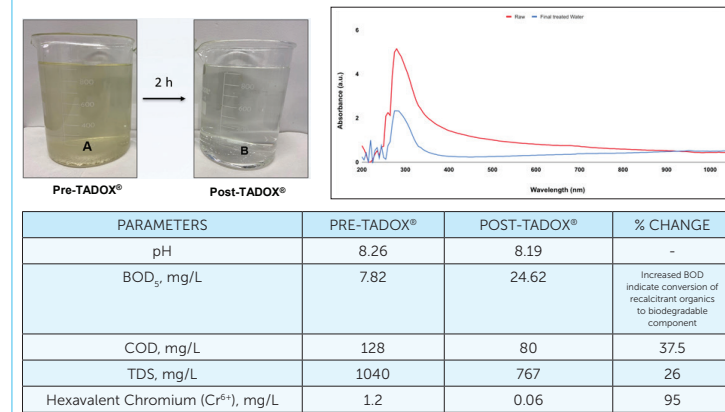 2 h
A
B
Pre-TADOX®
Post-TADOX®
Raw
Final treated Water
Absorbance (a.u.)
6
4
2
0
200
300
400
500
600
700
800
900
1000
Wavelength (nm)
PARAMETERS PRE-TADOX® POST-TADOX® % CHANGE
pH 8.26 8.19 -
BOD₅, mg/L 7.82 24.62 Increased BOD
indicate conversion of
recalcitrant organics
to biodegradable
component
COD, mg/L 128 80 37.5
TDS, mg/L 1040 767 26
Hexavalent Chromium (Cr⁶⁺), mg/L 1.2 0.06 95